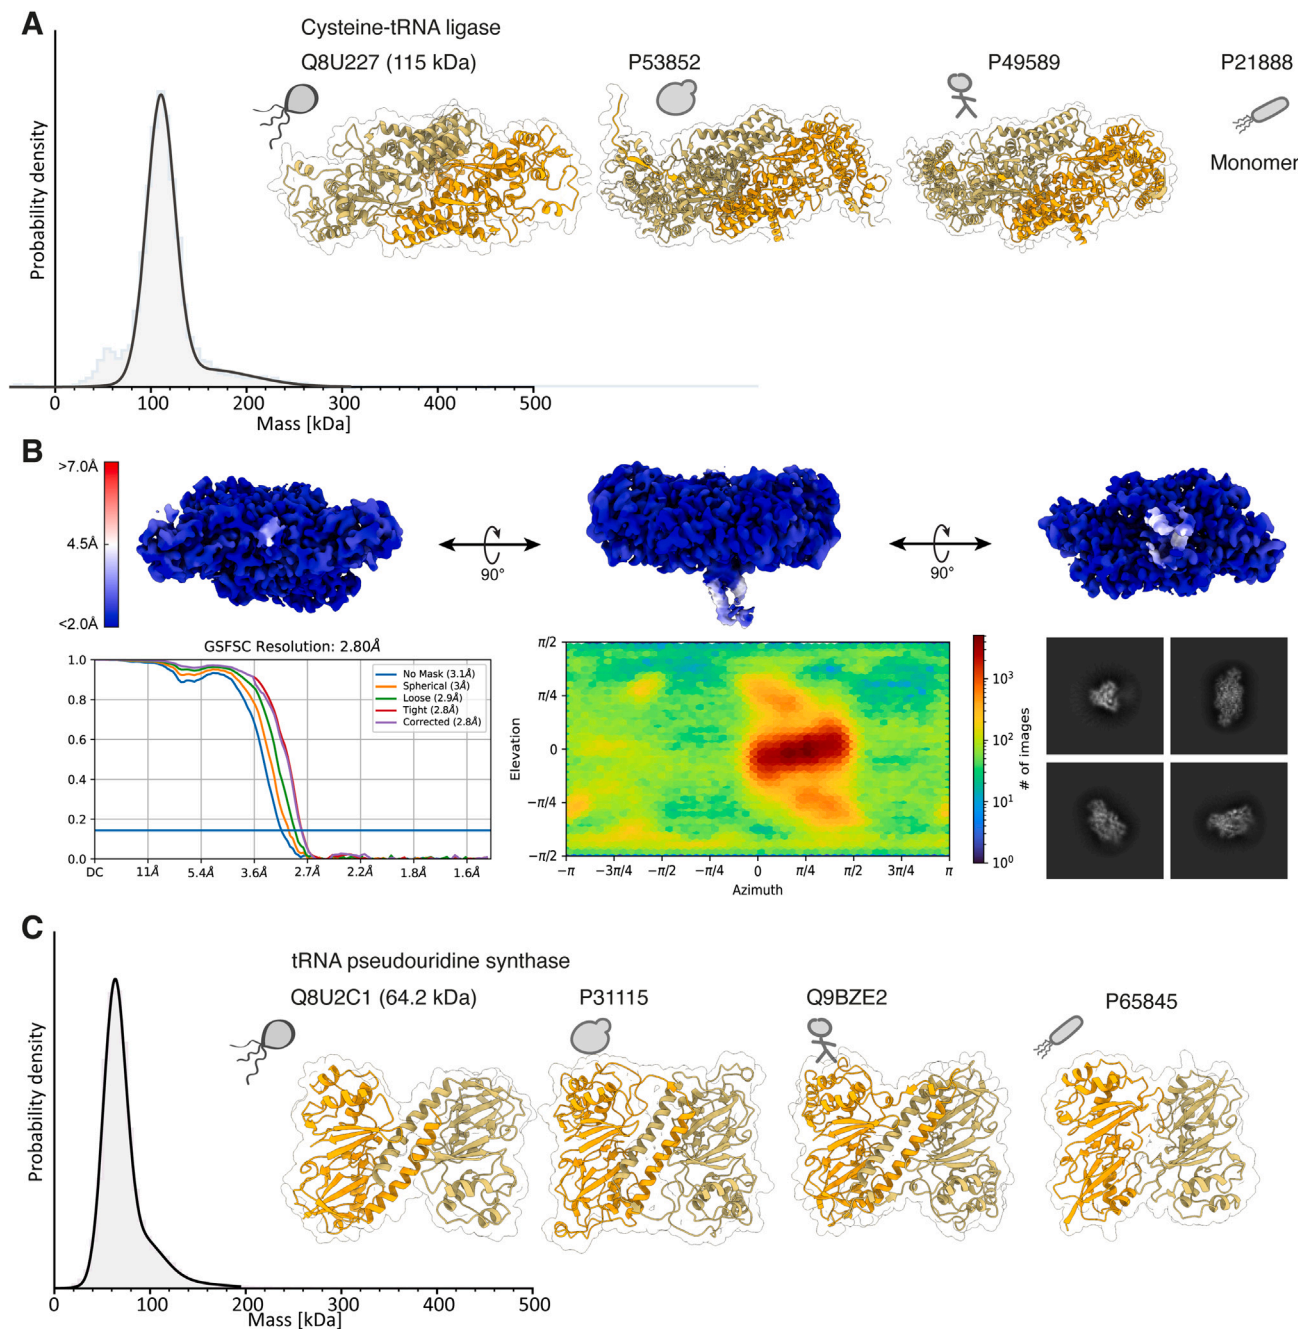 A
Cysteine-tRNA ligase
Q8U227 (115 kDa)
P53852
P49589
P21888
Monomer
Probability density
0 100 200 300 400 500
Mass [kDa]
B
>7.0Å
4.5Å
<2.0Å
90°
90°
GSFSC Resolution: 2.80Å
1.0
0.8
0.6
0.4
0.2
0.0
No Mask (3.1Å)
Spherical (3Å)
Loose (2.9Å)
Tight (2.8Å)
Corrected (2.8Å)
DC 11Å 5.4Å 3.6Å 2.7Å 2.2Å 1.8Å 1.6Å
π/2
π/4
0
−π/4
−π/2
Elevation
−π −3π/4 −π/2 −π/4 0 π/4 π/2 3π/4 π
Azimuth
10³
10²
10¹
10⁰
# of images
C
tRNA pseudouridine synthase
Q8U2C1 (64.2 kDa)
P31115
Q9BZE2
P65845
Probability density
0 100 200 300 400 500
Mass [kDa]